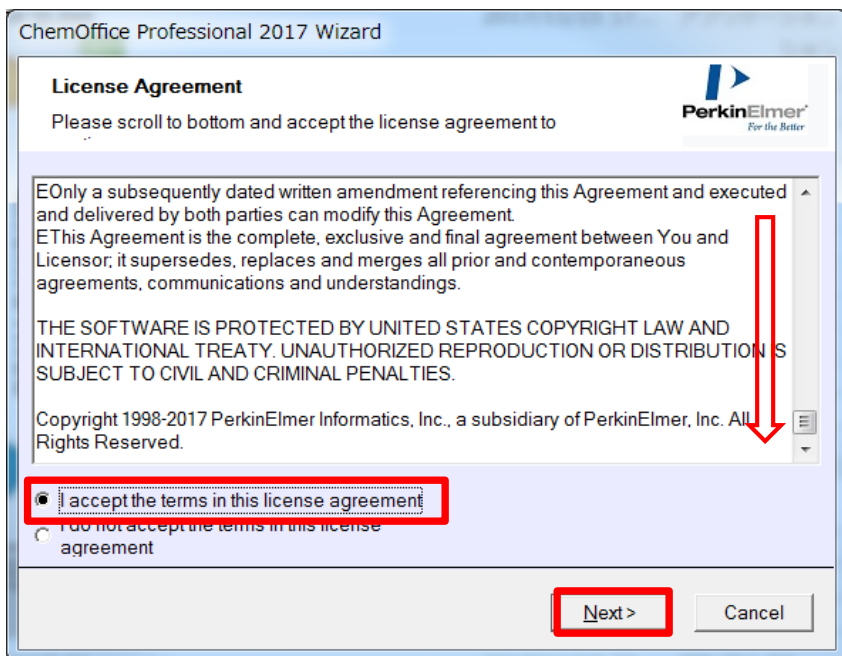 ChemOffice Professional 2017 Wizard
License Agreement
Please scroll to bottom and accept the license agreement to
PerkinElmer
For the Better
EOnly a subsequently dated written amendment referencing this Agreement and executed
and delivered by both parties can modify this Agreement.
EThis Agreement is the complete, exclusive and final agreement between You and
Licensor; it supersedes, replaces and merges all prior and contemporaneous
agreements, communications and understandings.
THE SOFTWARE IS PROTECTED BY UNITED STATES COPYRIGHT LAW AND
INTERNATIONAL TREATY. UNAUTHORIZED REPRODUCTION OR DISTRIBUTION IS
SUBJECT TO CIVIL AND CRIMINAL PENALTIES.
Copyright 1998-2017 PerkinElmer Informatics, Inc., a subsidiary of PerkinElmer, Inc. All
Rights Reserved.
I accept the terms in this license agreement
I do not accept the terms in this license
agreement
Next >
Cancel